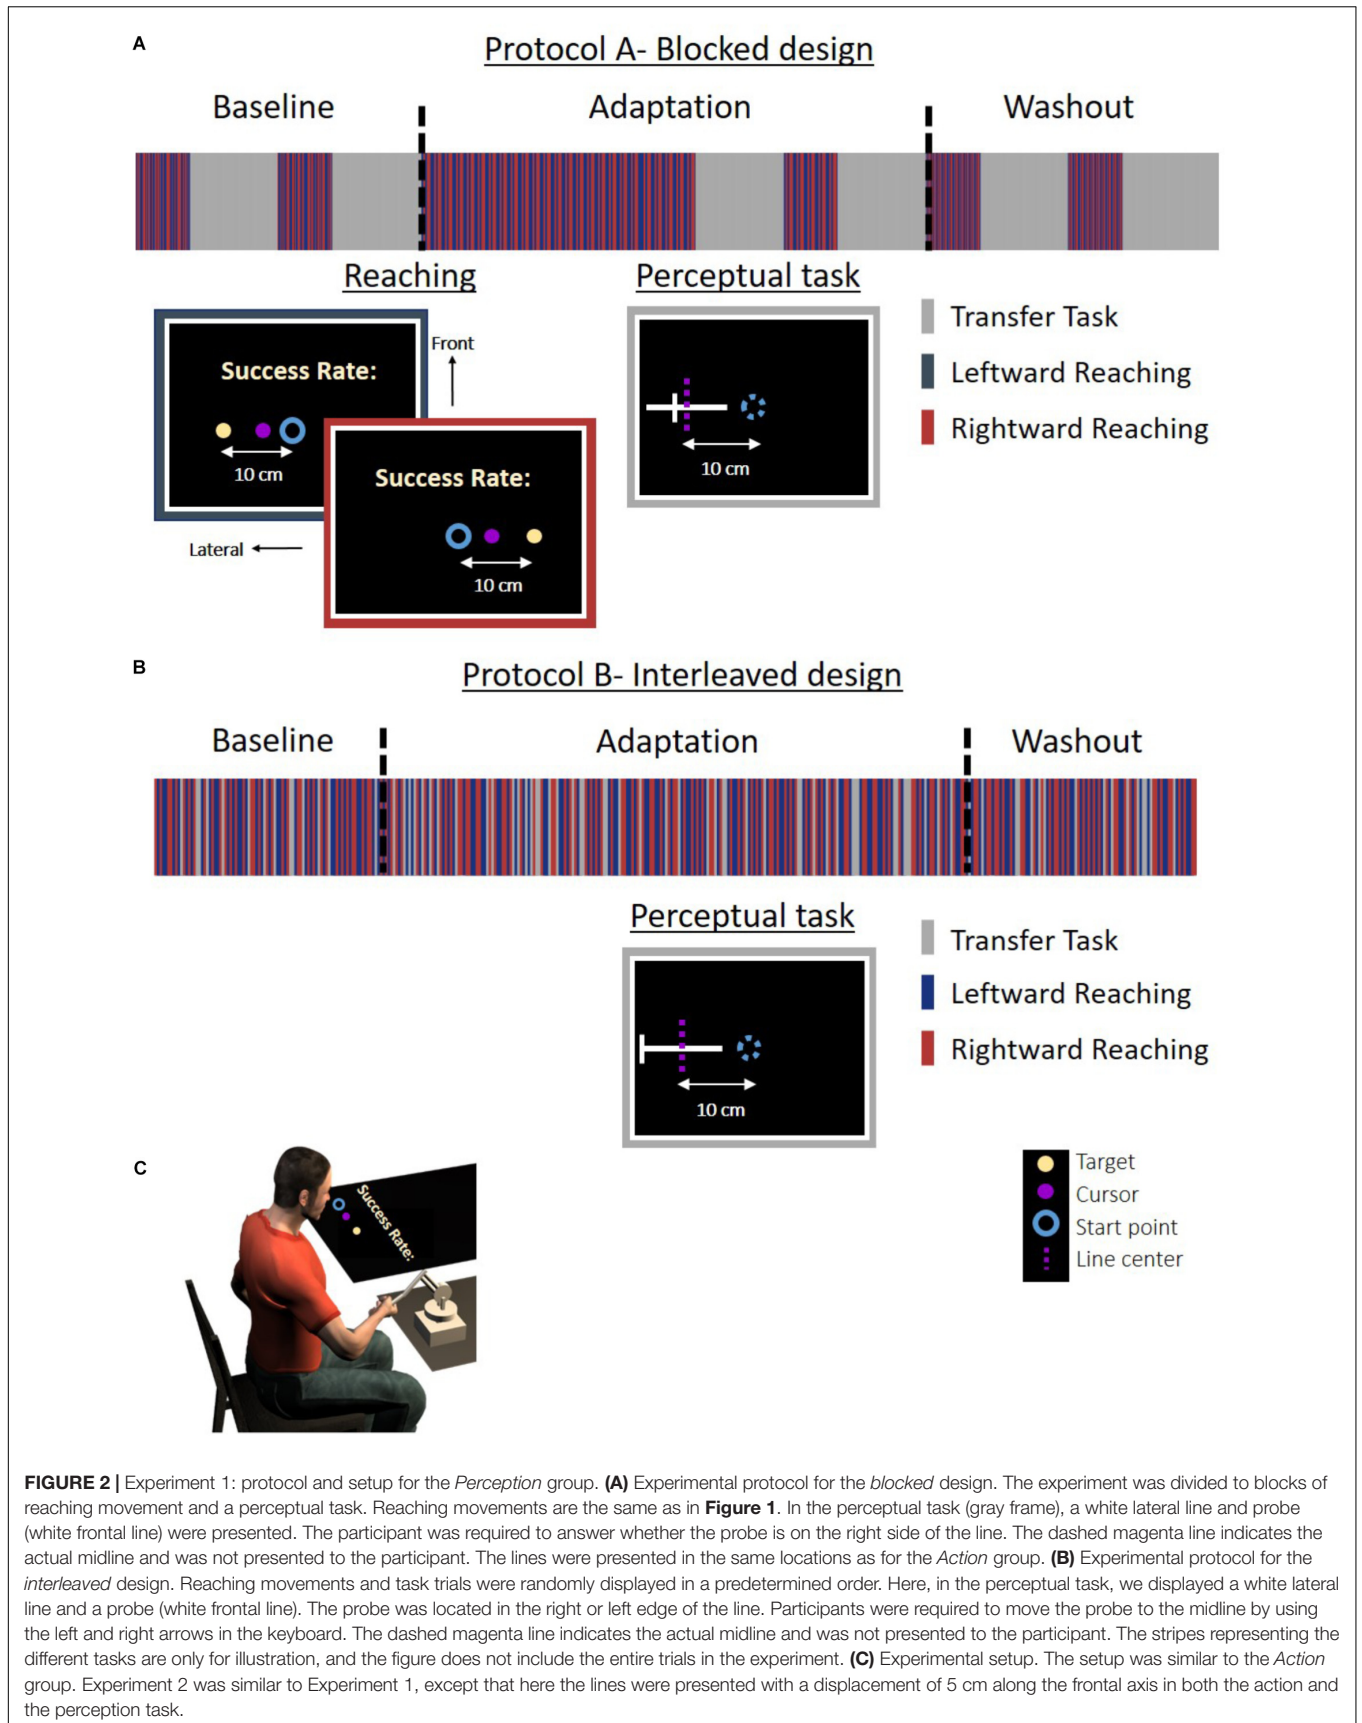 A
Protocol A- Blocked design
Baseline
Adaptation
Washout
Reaching
Perceptual task
Front
Success Rate:
10 cm
Lateral
Success Rate:
10 cm
10 cm
Transfer Task
Leftward Reaching
Rightward Reaching
B
Protocol B- Interleaved design
Baseline
Adaptation
Washout
Perceptual task
10 cm
Transfer Task
Leftward Reaching
Rightward Reaching
C
Success Rate:
Target
Cursor
Start point
Line center
FIGURE 2 | Experiment 1: protocol and setup for the Perception group. (A) Experimental protocol for the blocked design. The experiment was divided to blocks of
reaching movement and a perceptual task. Reaching movements are the same as in Figure 1. In the perceptual task (gray frame), a white lateral line and probe
(white frontal line) were presented. The participant was required to answer whether the probe is on the right side of the line. The dashed magenta line indicates the
actual midline and was not presented to the participant. The lines were presented in the same locations as for the Action group. (B) Experimental protocol for the
interleaved design. Reaching movements and task trials were randomly displayed in a predetermined order. Here, in the perceptual task, we displayed a white lateral
line and a probe (white frontal line). The probe was located in the right or left edge of the line. Participants were required to move the probe to the midline by using
the left and right arrows in the keyboard. The dashed magenta line indicates the actual midline and was not presented to the participant. The stripes representing the
different tasks are only for illustration, and the figure does not include the entire trials in the experiment. (C) Experimental setup. The setup was similar to the Action
group. Experiment 2 was similar to Experiment 1, except that here the lines were presented with a displacement of 5 cm along the frontal axis in both the action and
the perception task.